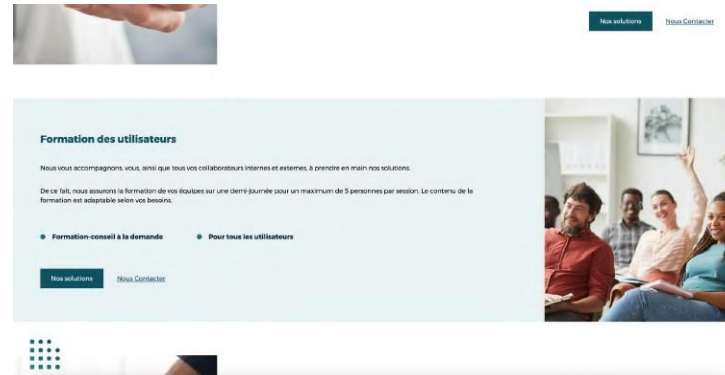 Nos solutions Nous Contacter
Formation des utilisateurs
Nous vous accompagnons, vous, ainsi que tous vos collaborateurs internes et externes, à prendre en main nos solutions.
De ce fait, nous assurons la formation de vos équipes sur une demi-journée pour un maximum de 5 personnes par session. Le contenu de la
formation est adaptable selon vos besoins.
Formation-conseil à la demande Pour tous les utilisateurs
Nos solutions Nous Contacter